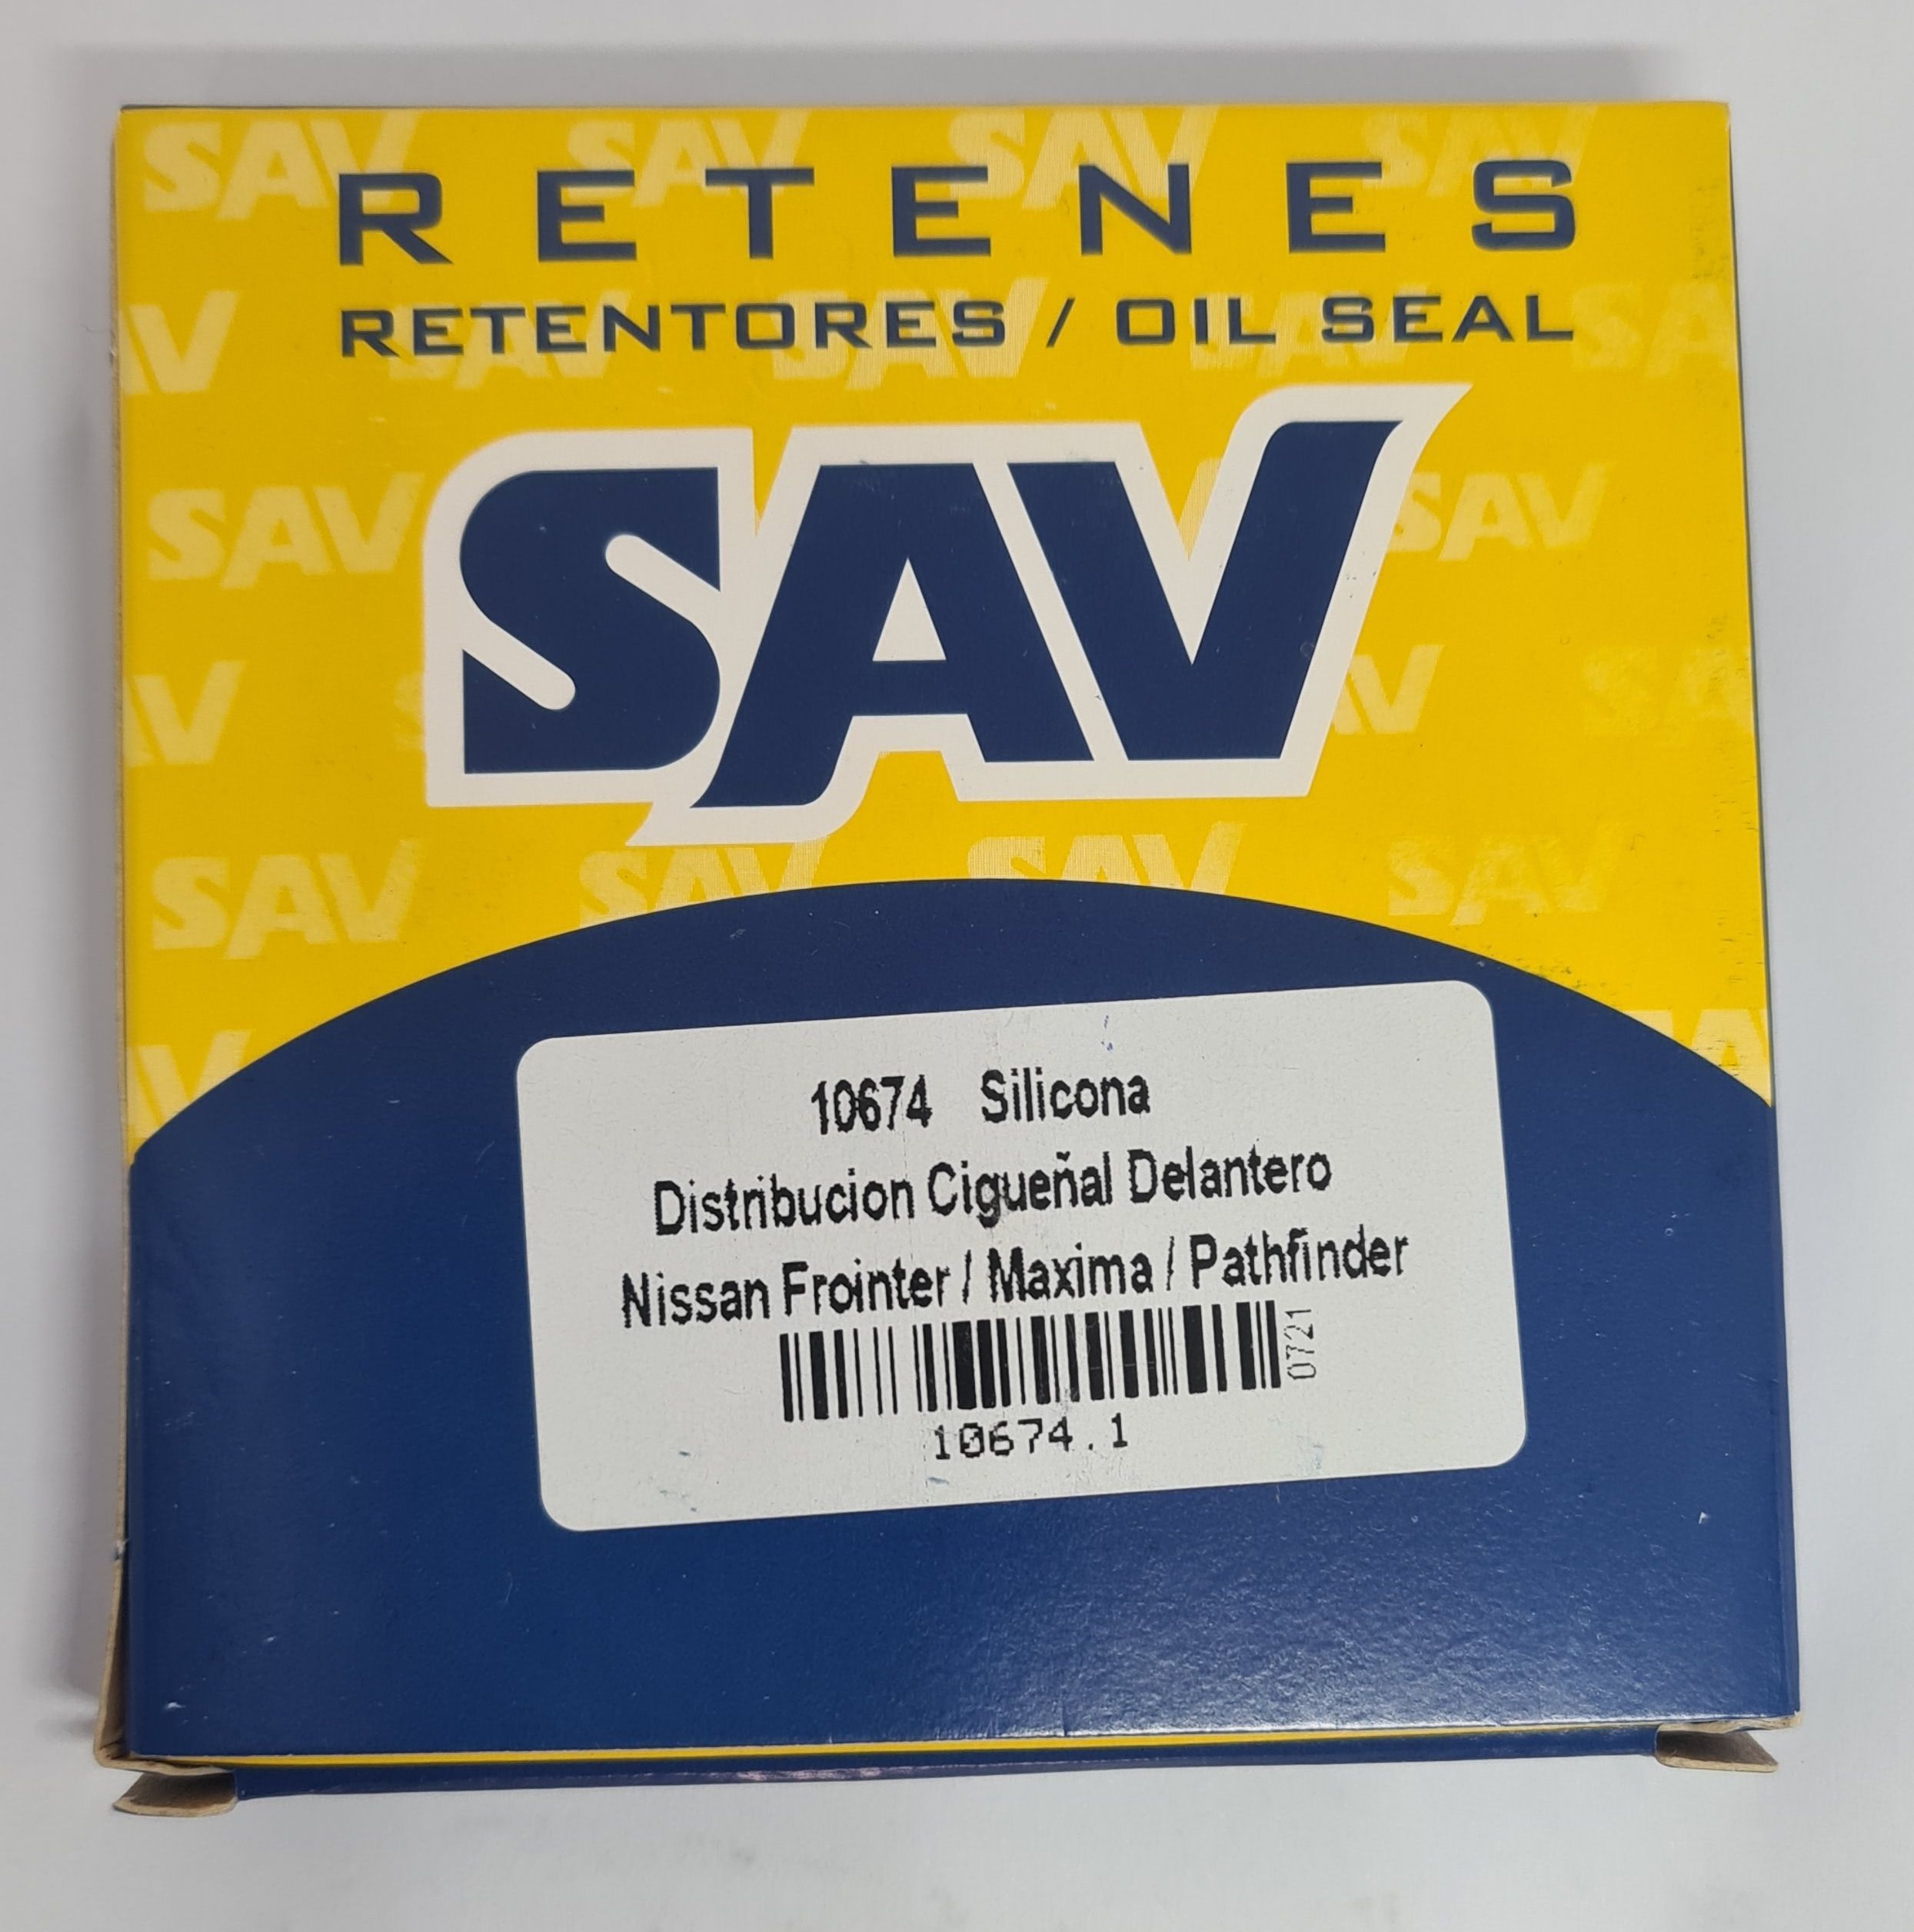 RETENES
RETENTORES / OIL SEAL
SAV
10674 Silicona
Distribucion Cigueñal Delantero
Nissan Frointer / Maxima / Pathfinder
0721
10674.1